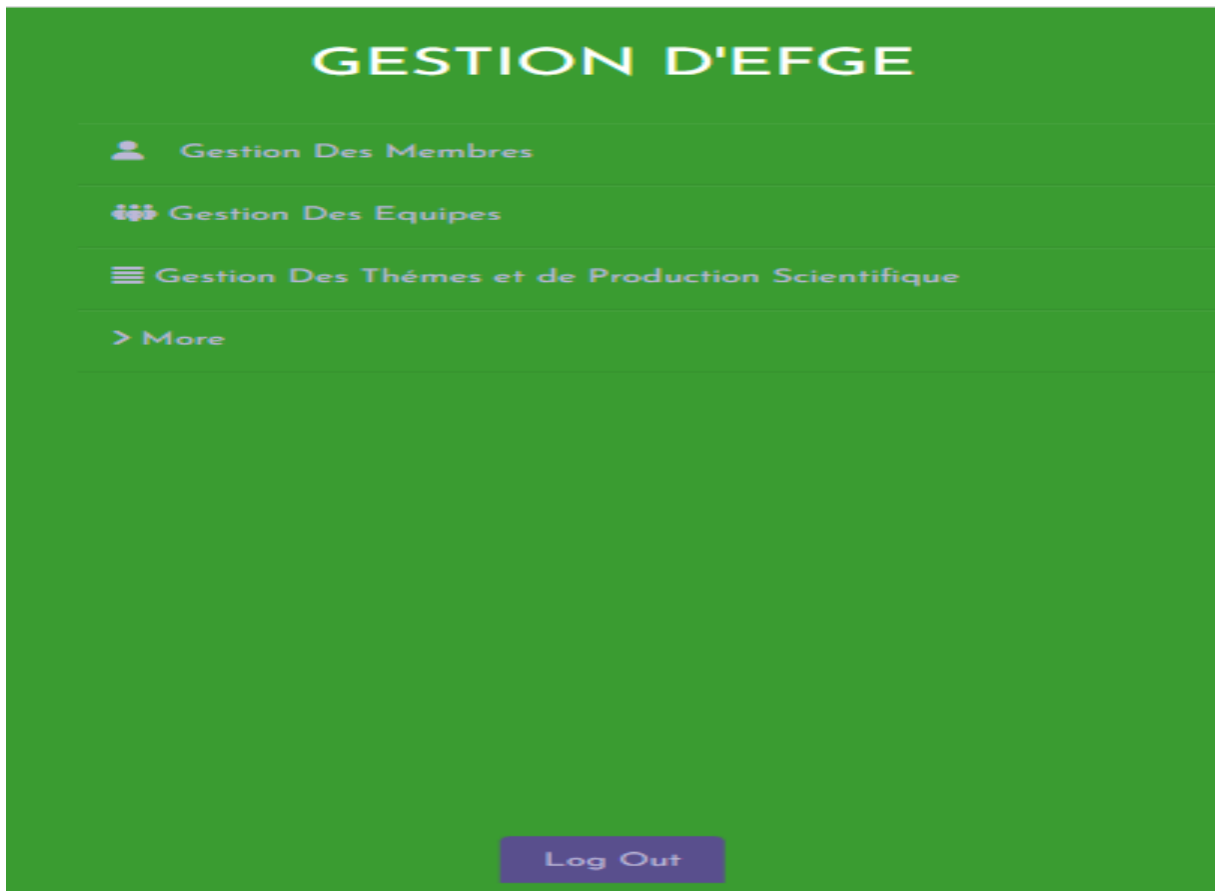 GESTION D'EFGE
Gestion Des Membres
Gestion Des Equipes
Gestion Des Thémes et de Production Scientifique
> More
Log Out